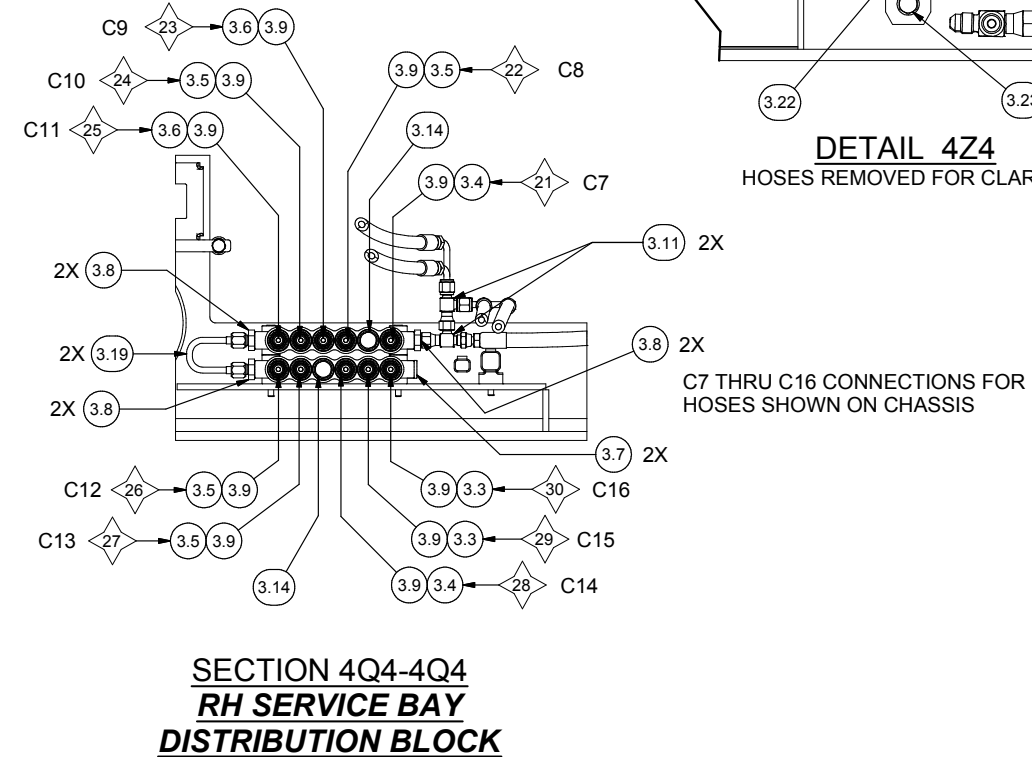 C9 23 3.6 3.9
C10 24 3.5 3.9
3.9 3.5 22 C8
C11 25 3.6 3.9
3.14
3.9 3.4 21 C7
3.22
DETAIL 4Z4
HOSES REMOVED FOR CLAR
3.11 2X
2X 3.8
2X 3.19
3.8 2X
2X 3.8
C7 THRU C16 CONNECTIONS FOR
HOSES SHOWN ON CHASSIS
3.7 2X
C12 26 3.5 3.9
3.9 3.3 30 C16
C13 27 3.5 3.9
3.9 3.3 29 C15
3.14
3.9 3.4 28 C14
SECTION 4Q4-4Q4
RH SERVICE BAY
DISTRIBUTION BLOCK